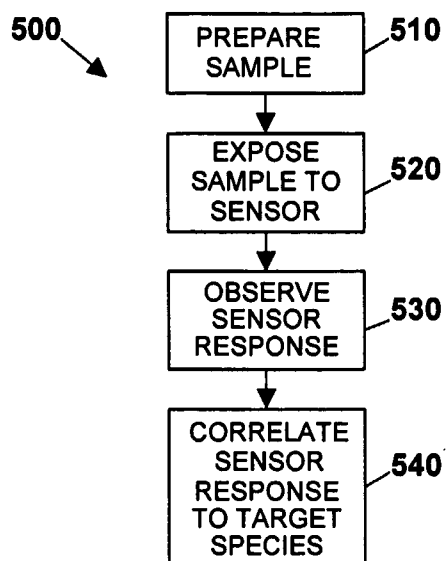 500
PREPARE
SAMPLE
510
EXPOSE
SAMPLE TO
SENSOR
520
OBSERVE
SENSOR
RESPONSE
530
CORRELATE
SENSOR
RESPONSE
TO TARGET
SPECIES
540